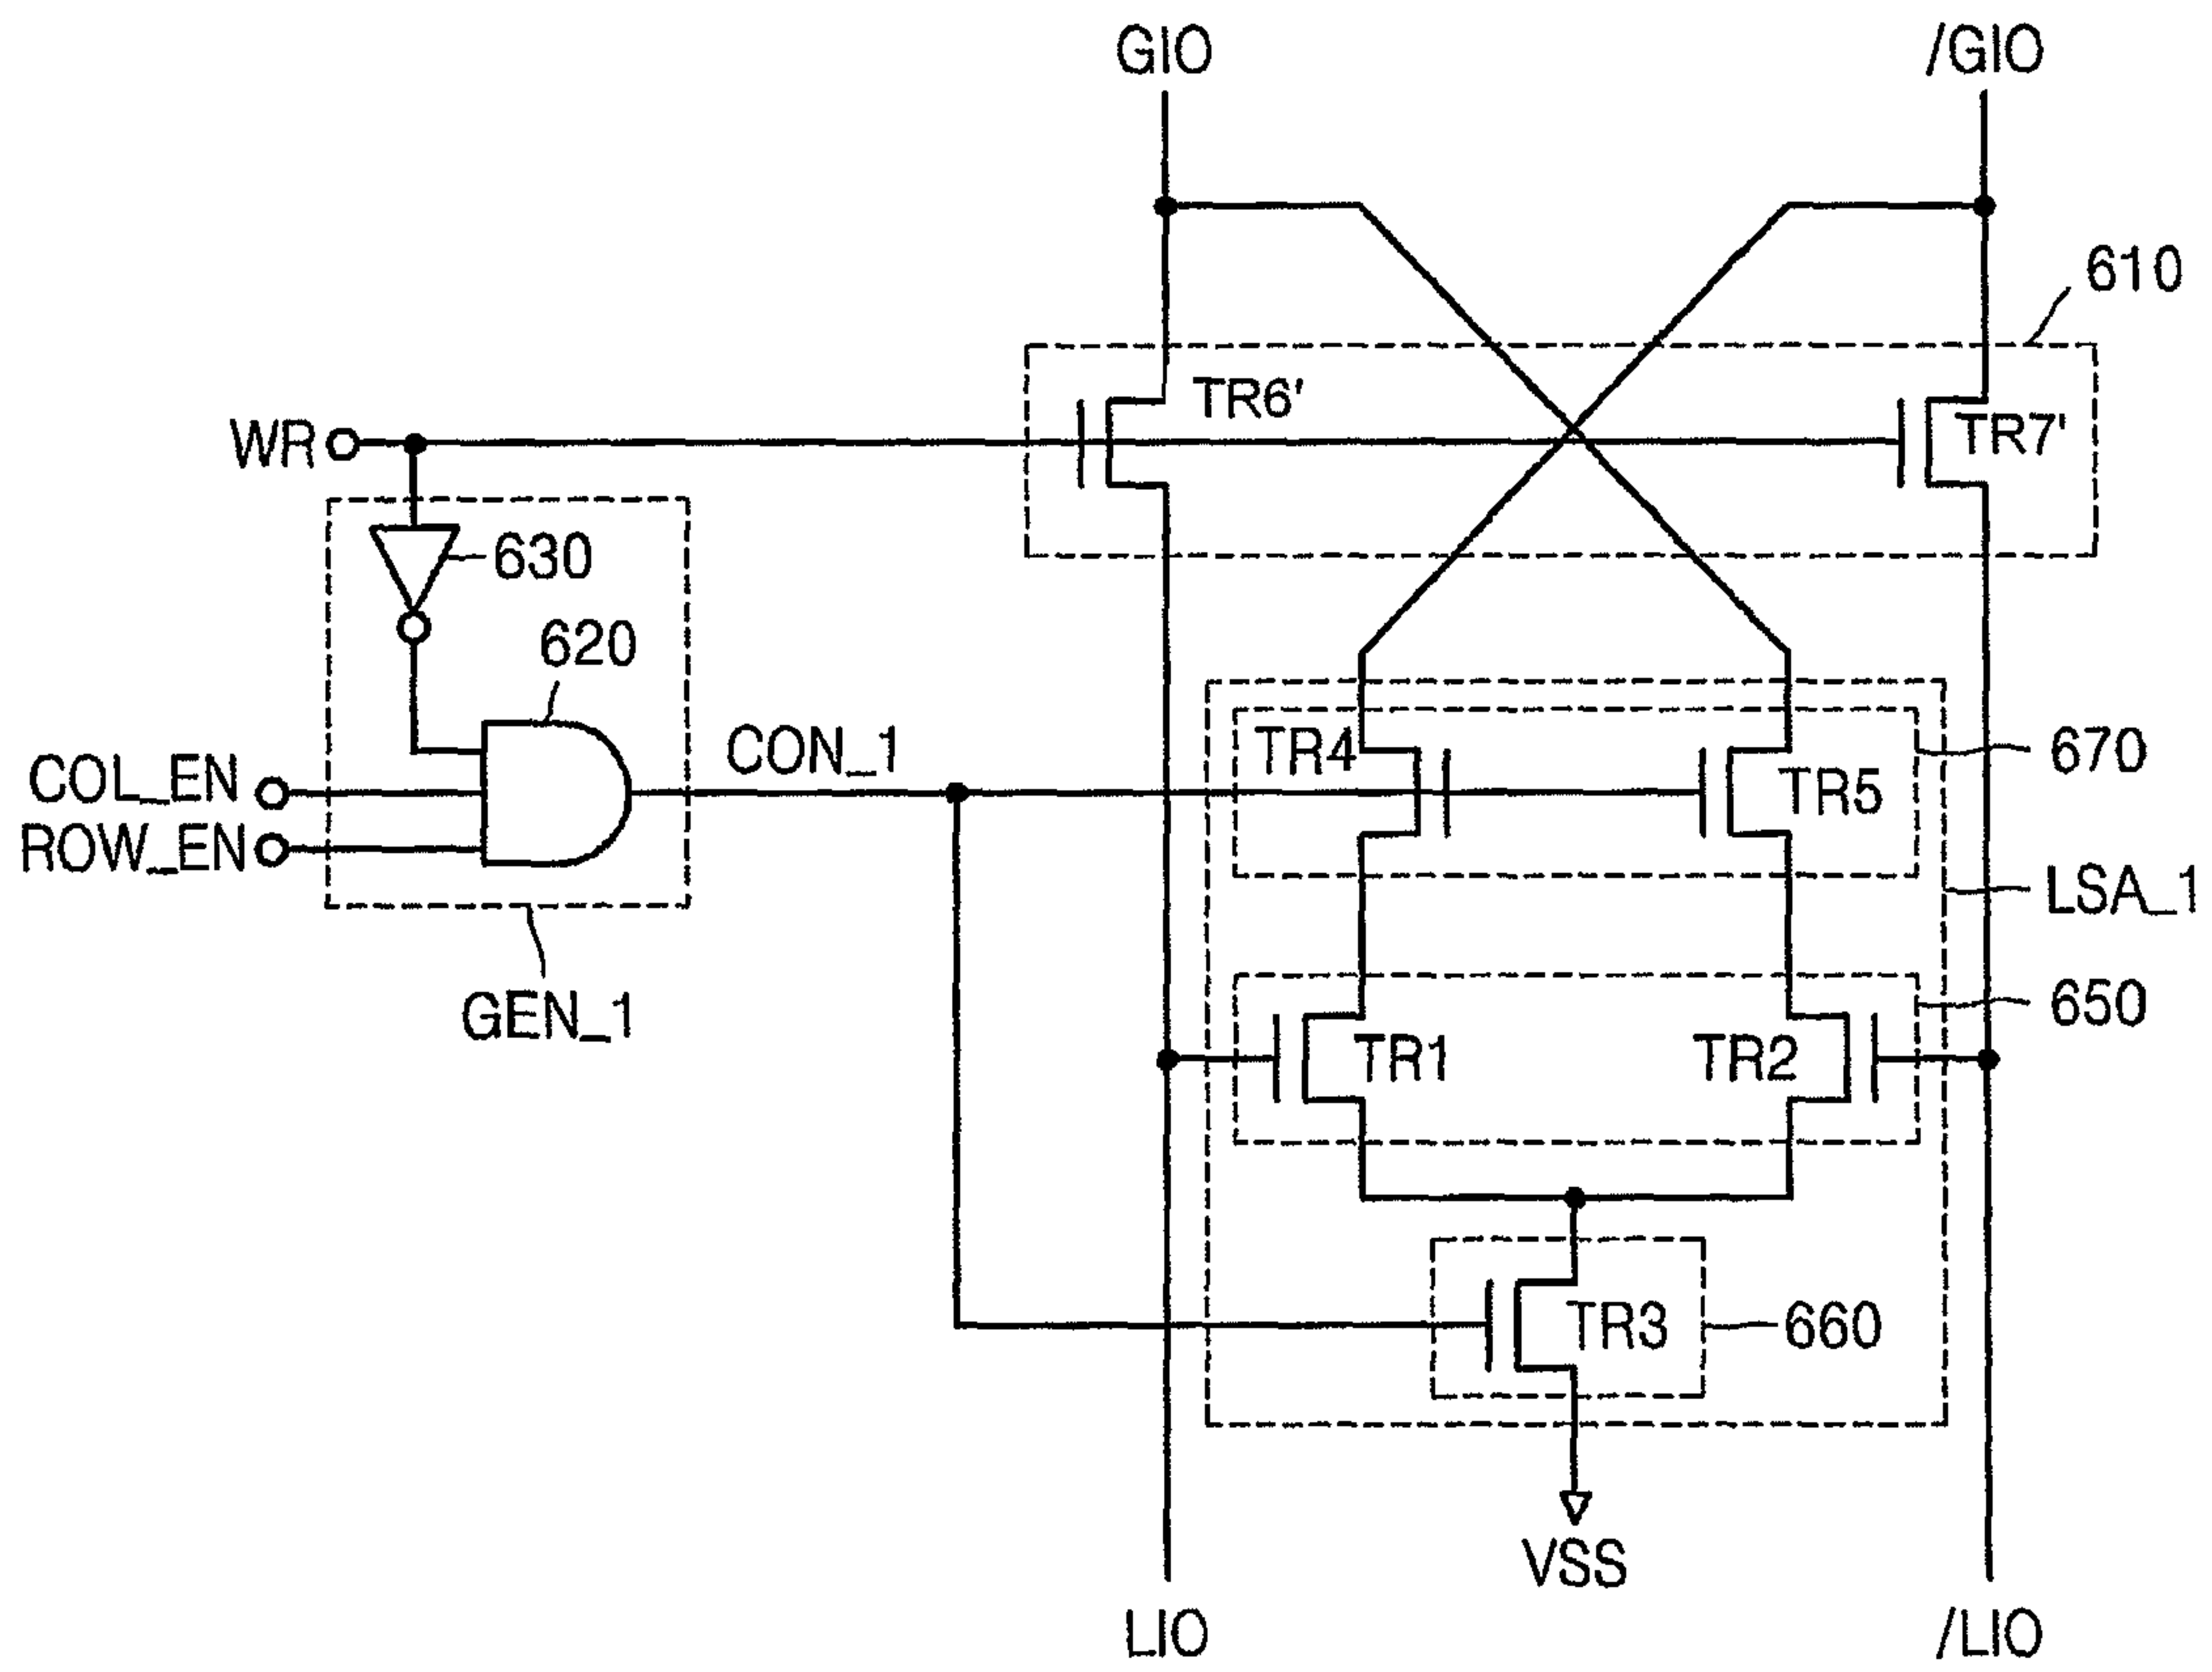 GIO
/GIO
610
TR6'
WR
TR7'
630
620
CON_1
TR4
670
COL_EN
TR5
ROW_EN
LSA_1
GEN_1
650
TR1
TR2
TR3
660
VSS
LIO
/LIO